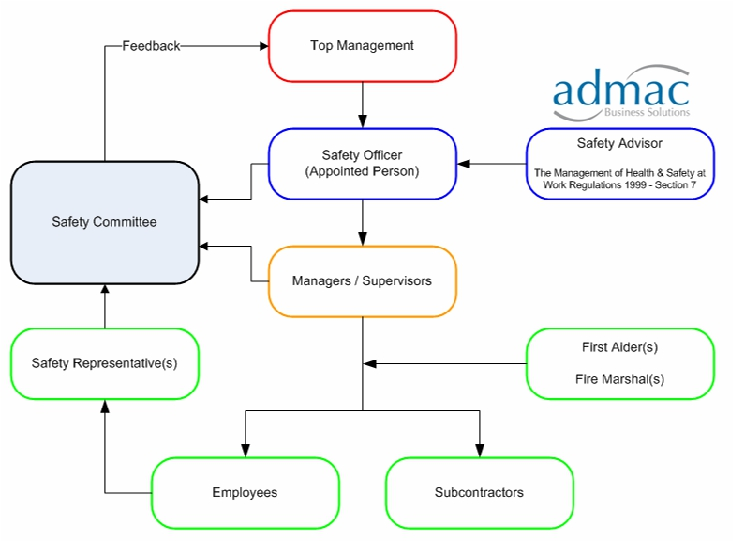 Feedback
Top Management
admac
Business Solutions
Safety Officer
(Appointed Person)
Safety Advisor
The Management of Health & Safety at
Work Regulations 1999 - Section 7
Safety Committee
Managers / Supervisors
Safety Representative(s)
First Aider(s)
Fire Marshal(s)
Employees
Subcontractors